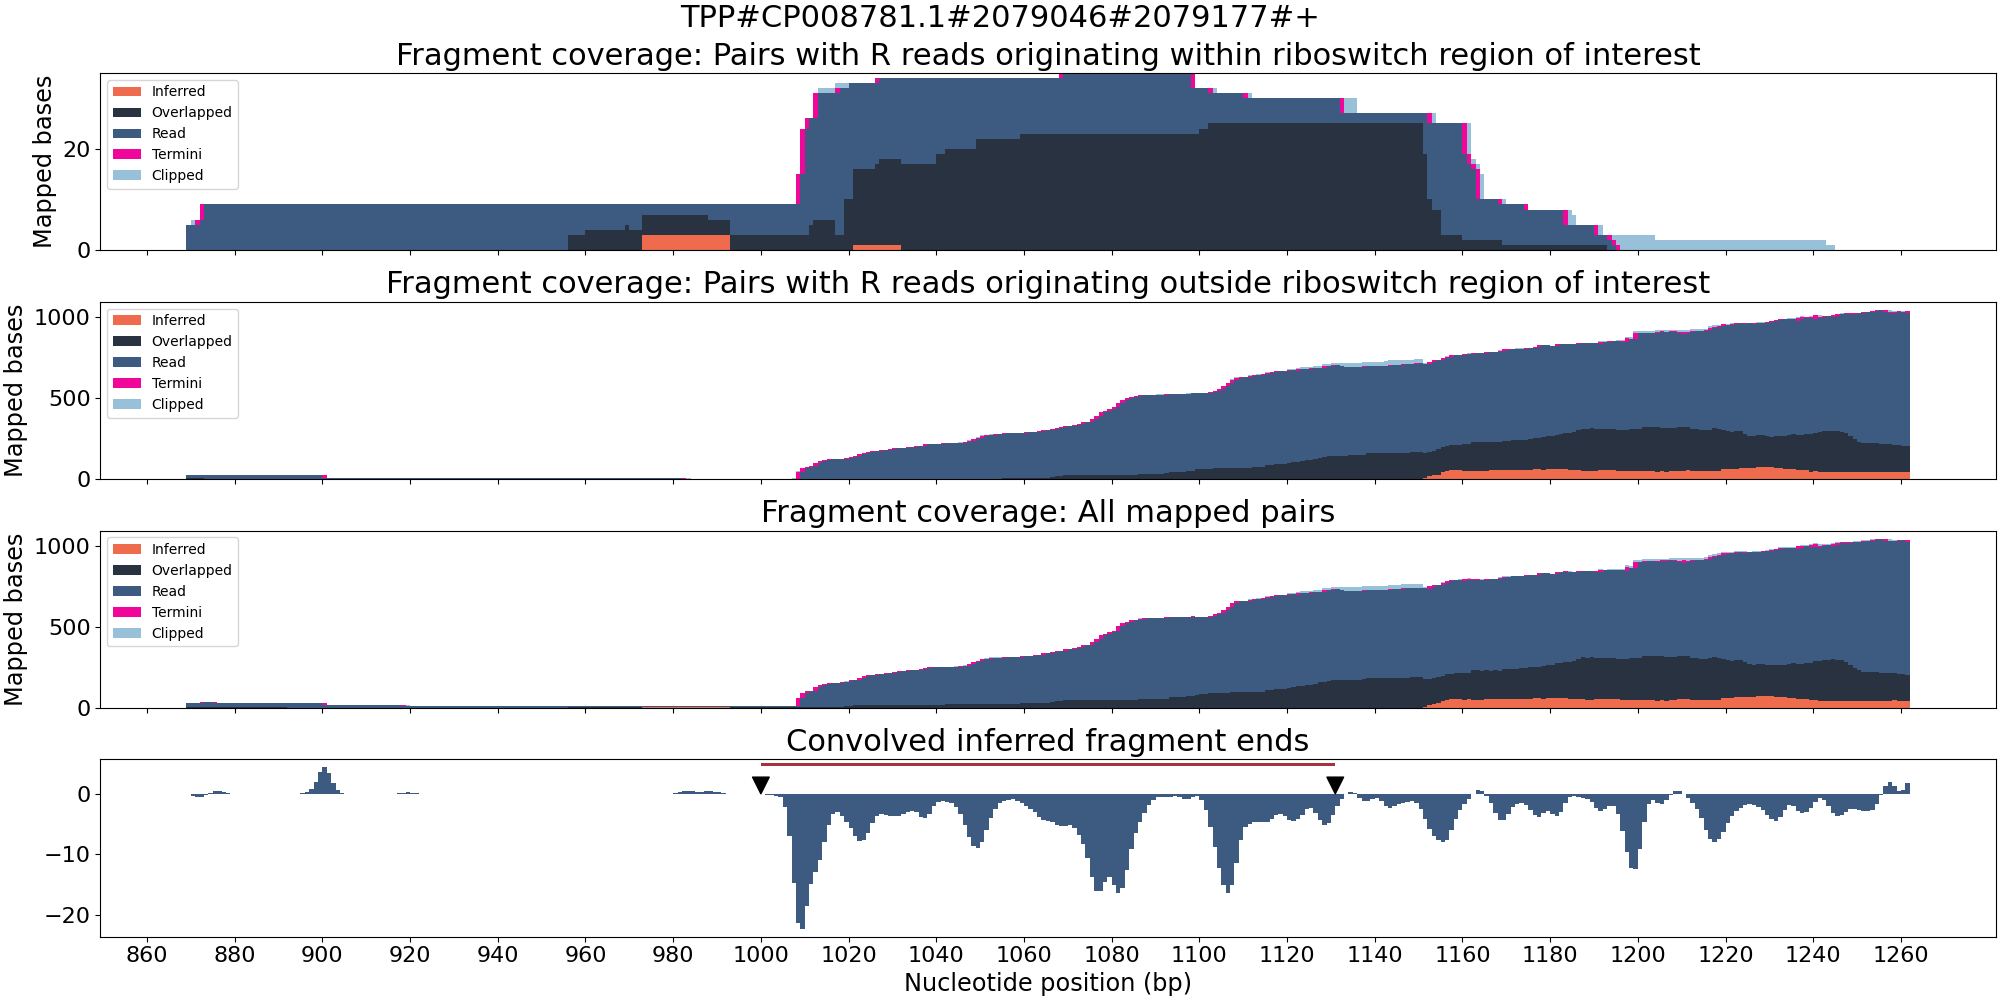 TPP#CP008781.1#2079046#2079177#+
Fragment coverage: Pairs with R reads originating within riboswitch region of interest
Mapped bases
20
0
Inferred
Overlapped
Read
Termini
Clipped
Fragment coverage: Pairs with R reads originating outside riboswitch region of interest
Mapped bases
1000
500
0
Inferred
Overlapped
Read
Termini
Clipped
Fragment coverage: All mapped pairs
Mapped bases
1000
500
0
Inferred
Overlapped
Read
Termini
Clipped
Convolved inferred fragment ends
0
−10
−20
860 880 900 920 940 960 980 1000 1020 1040 1060 1080 1100 1120 1140 1160 1180 1200 1220 1240 1260
Nucleotide position (bp)